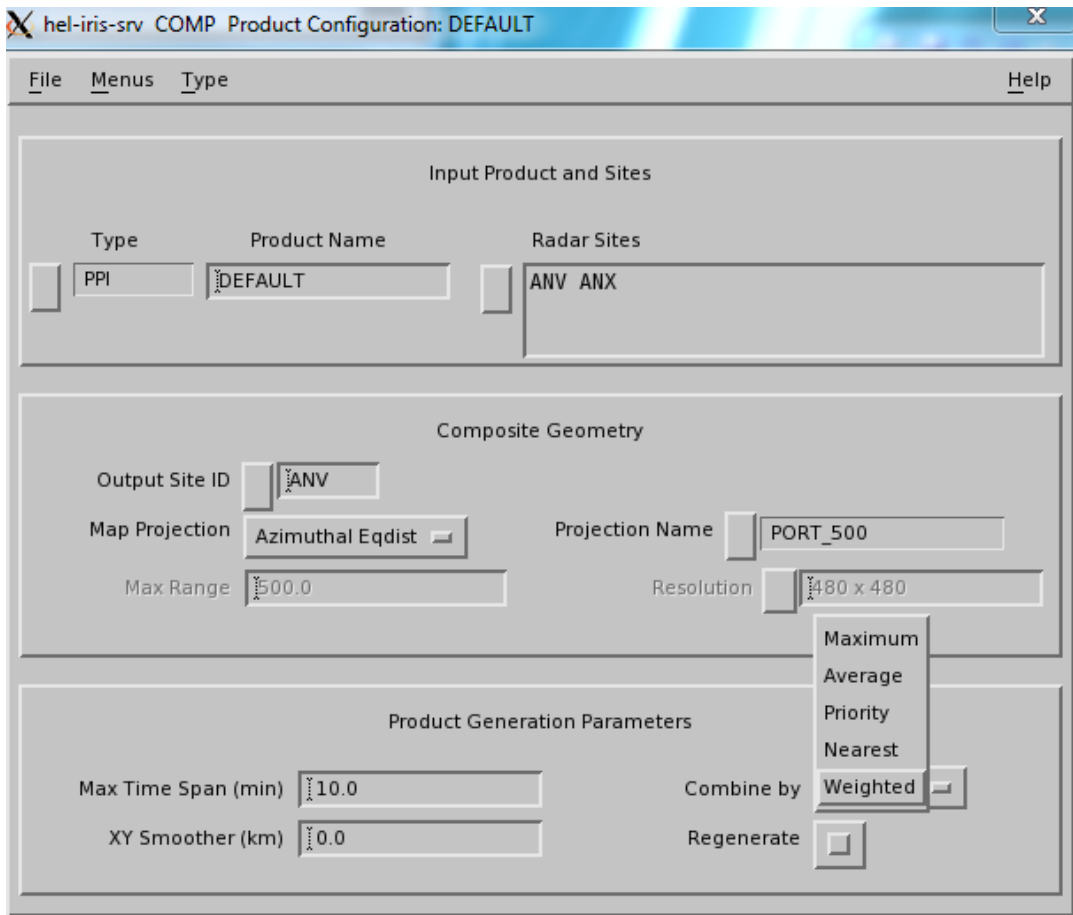 hel-iris-srv COMP Product Configuration: DEFAULT
File Menus Type Help
Input Product and Sites
Type Product Name Radar Sites
PPI DEFAULT ANV ANX
Composite Geometry
Output Site ID ANV
Map Projection Azimuthal Eqdist Projection Name PORT_500
Max Range 500.0 Resolution 480 x 480
Maximum
Average
Priority
Nearest
Weighted
Product Generation Parameters
Max Time Span (min) 10.0 Combine by
XY Smoother (km) 0.0 Regenerate